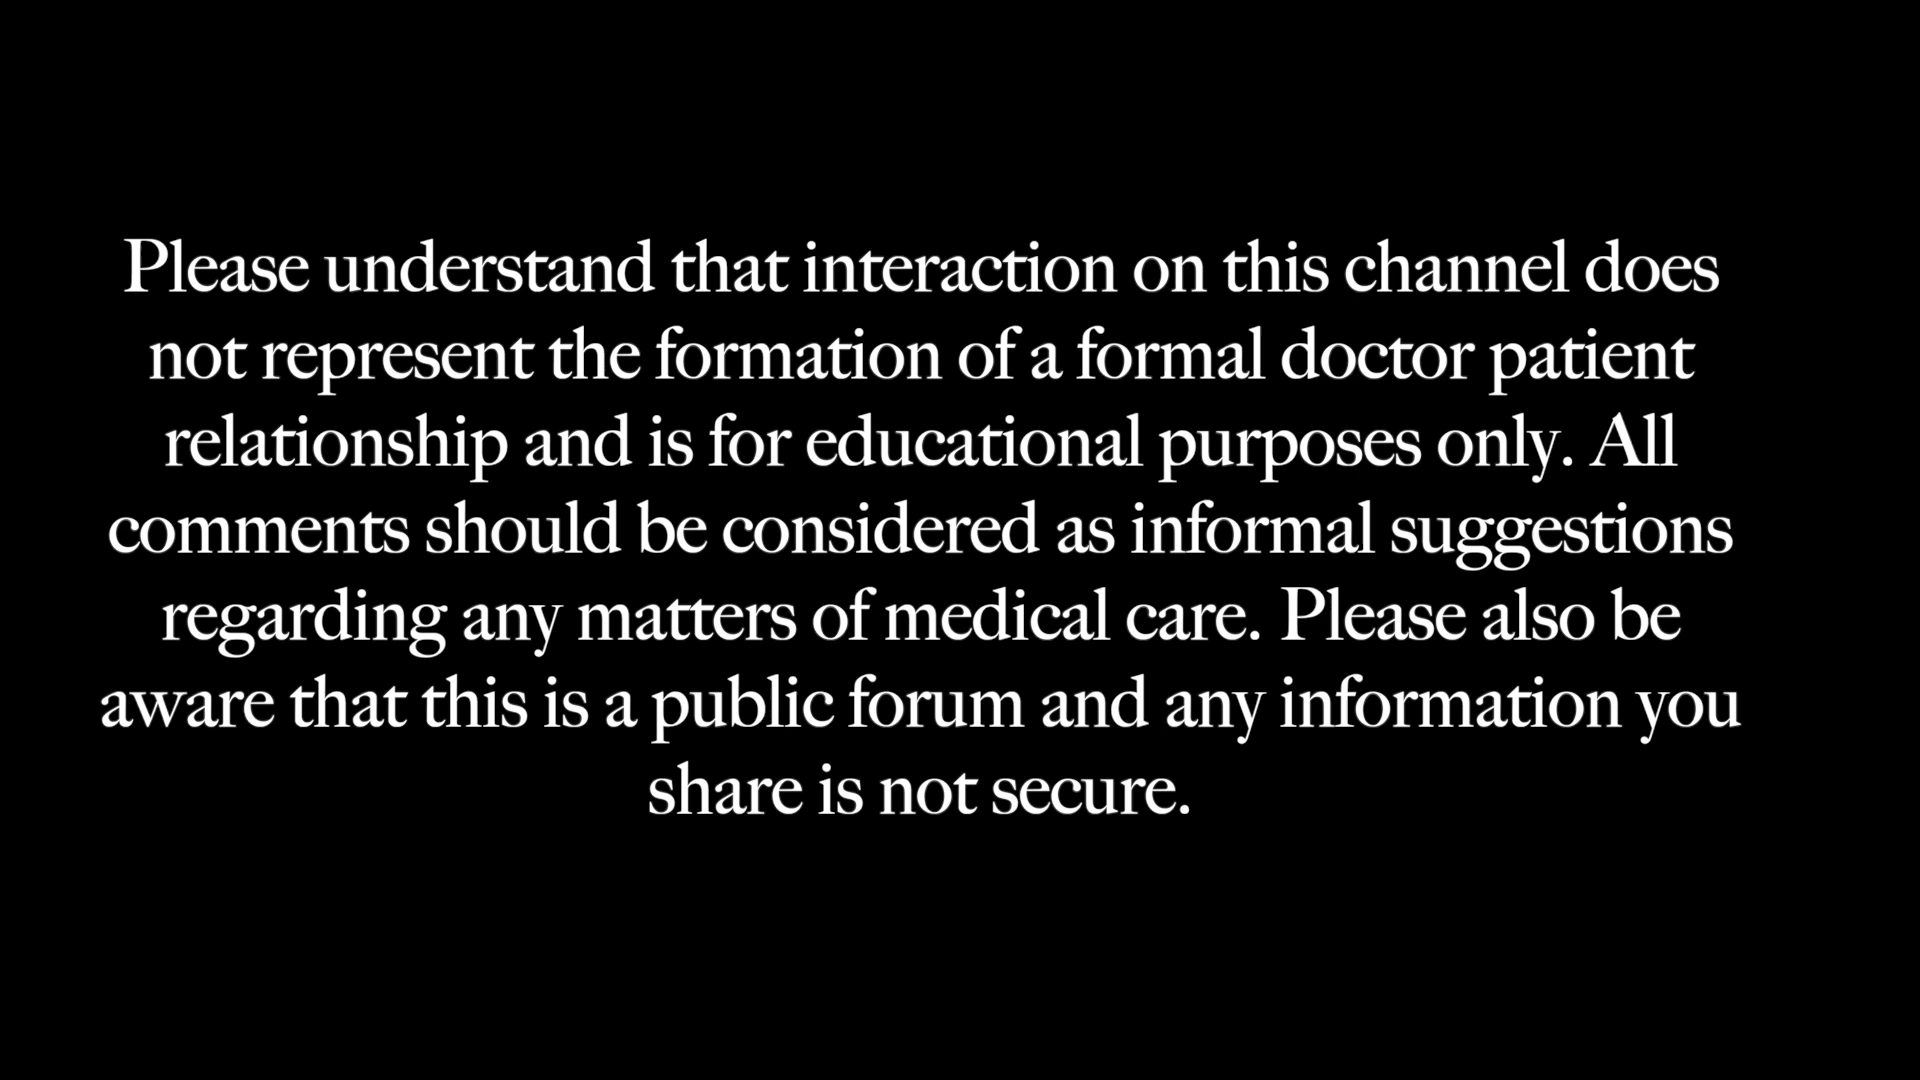 Please understand that interaction on this channel does
not represent the formation of a formal doctor patient
relationship and is for educational purposes only. All
comments should be considered as informal suggestions
regarding any matters of medical care. Please also be
aware that this is a public forum and any information you
share is not secure.